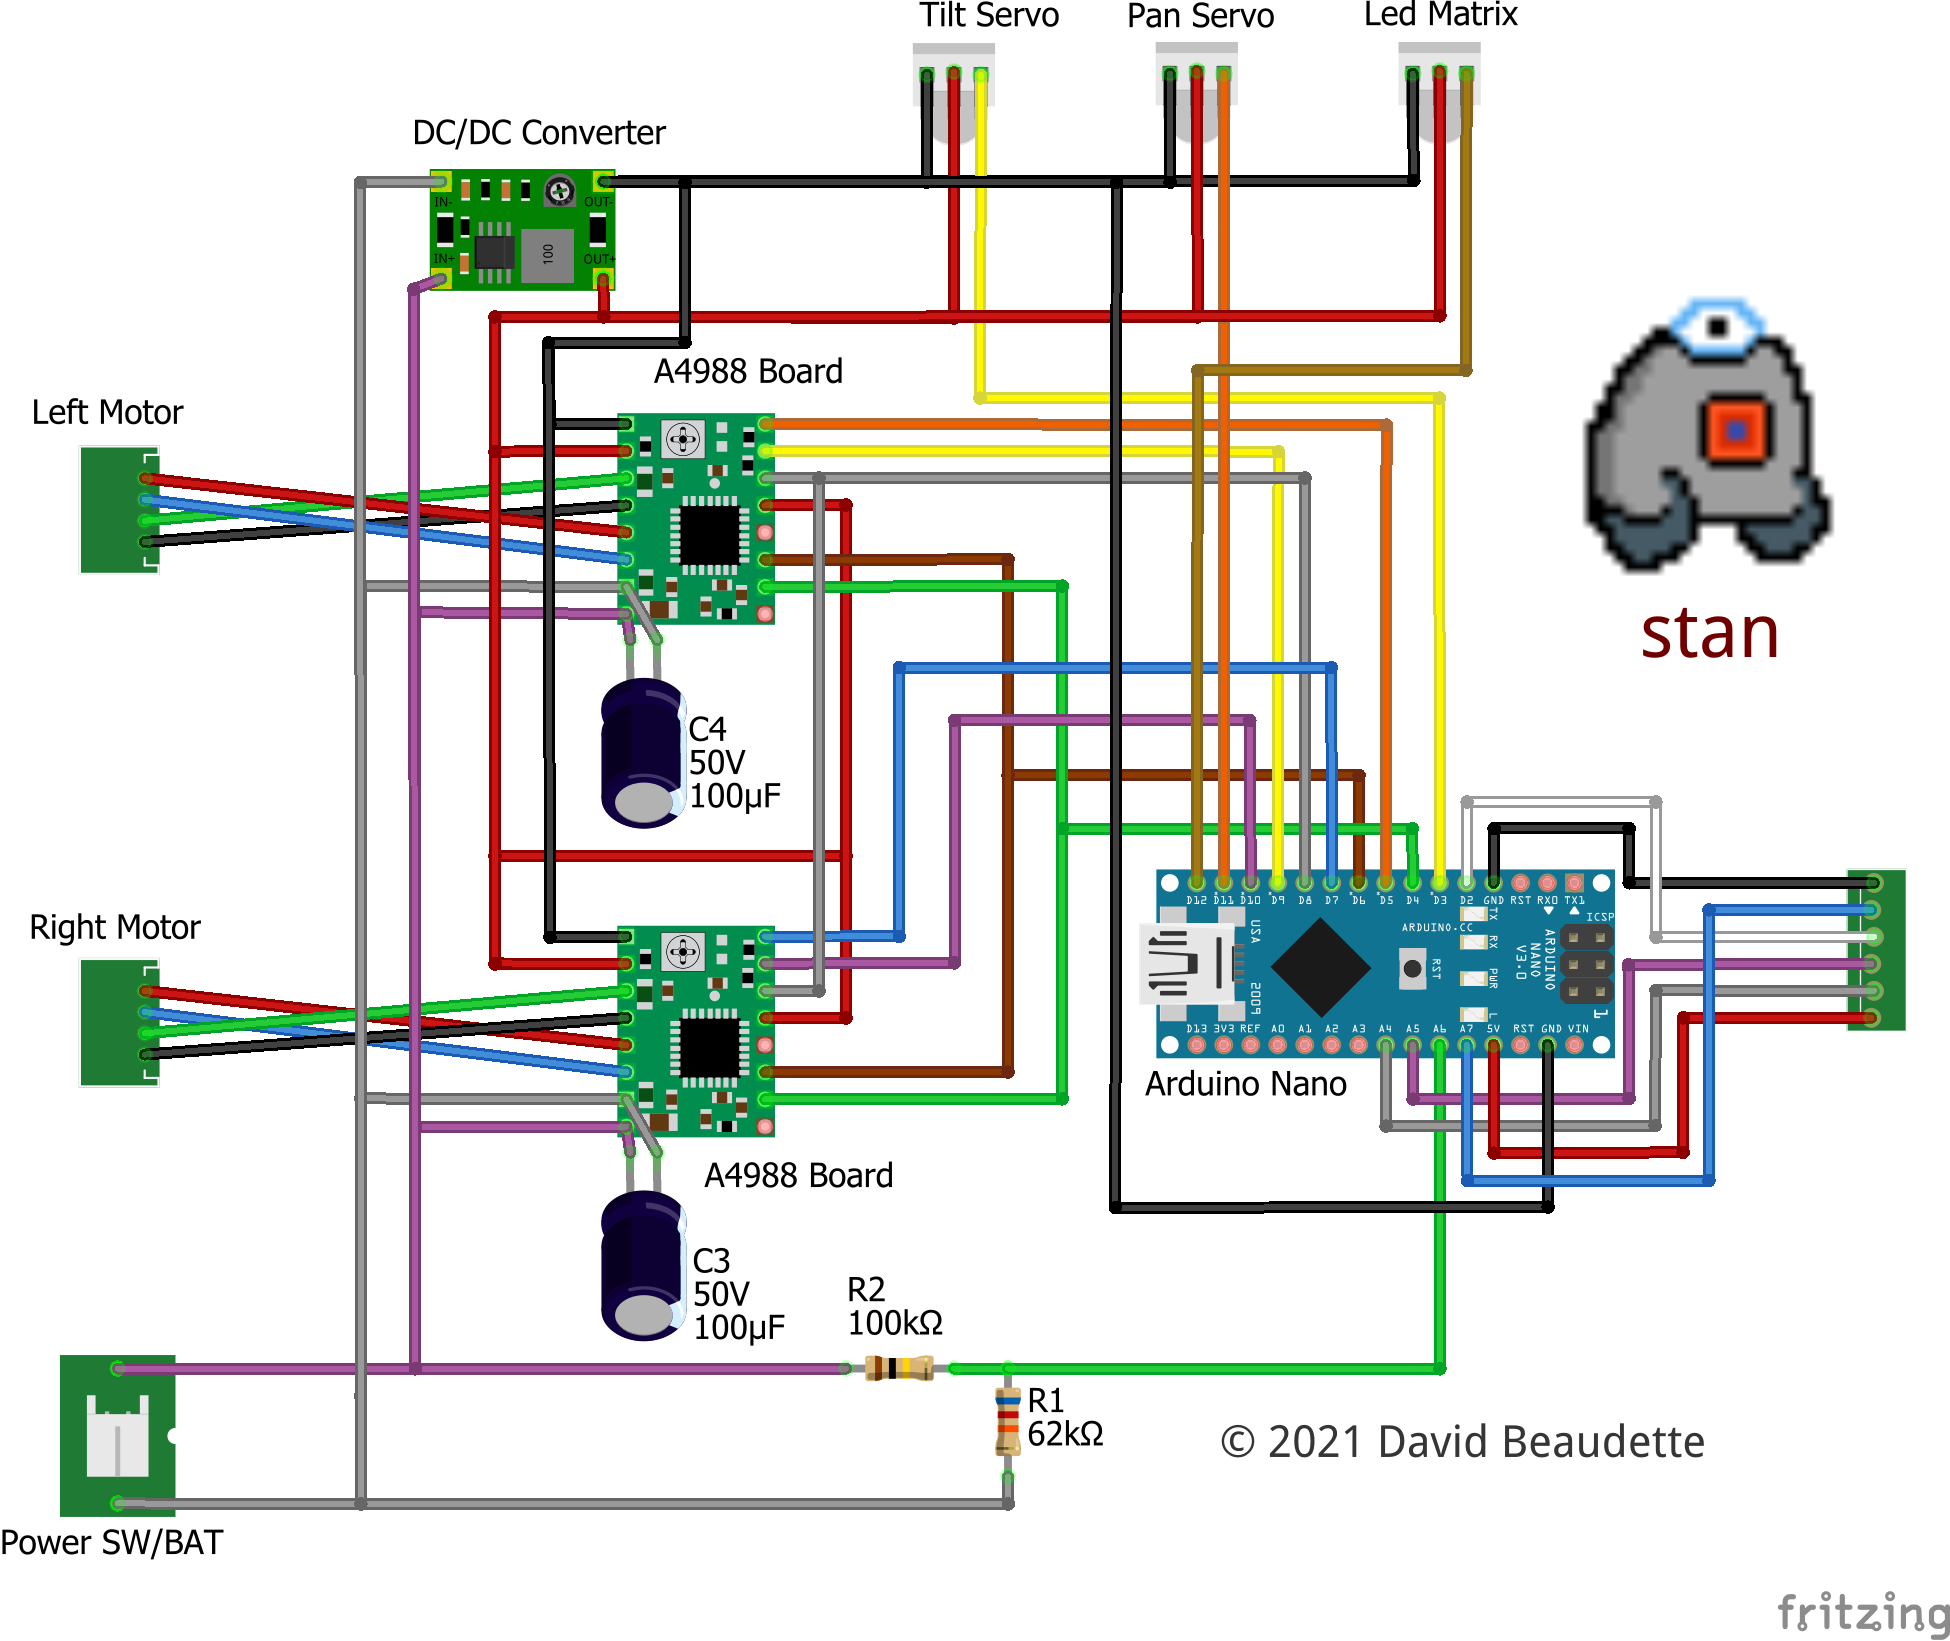 Tilt Servo
Pan Servo
Led Matrix
DC/DC Converter
IN-
OUT-
100
IN+
OUT+
A4988 Board
Left Motor
stan
C4
50V
100µF
Right Motor
D12 D11 D10 D9 D8 D7 D6 D5 D4 D3 D2 GND RST RX0 TX1
TX
RX
PWR
L
USA
2009
ARDUINO.CC
RST
ARDUINO
NANO
V3.0
ICSP
1
D13 3V3 REF A0 A1 A2 A3 A4 A5 A6 A7 5V RST GND VIN
Arduino Nano
A4988 Board
C3
50V
100µF
R2
100kΩ
R1
62kΩ
© 2021 David Beaudette
Power SW/BAT
fritzing